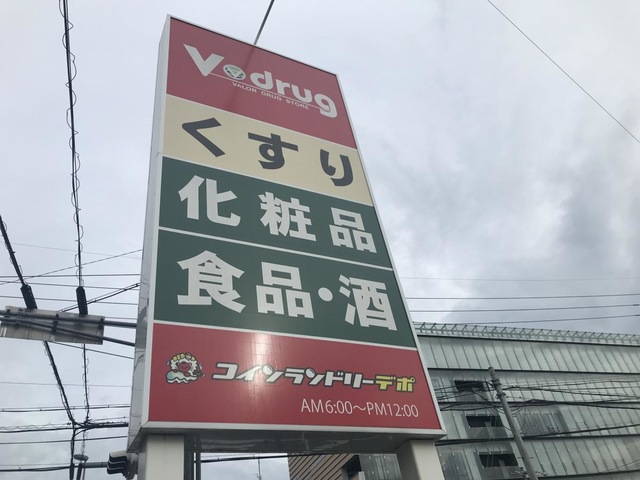 V drug
VALOR DRUG STORE
くすり
化粧品
食品・酒
コインランドリーデポ
AM6:00〜PM12:00